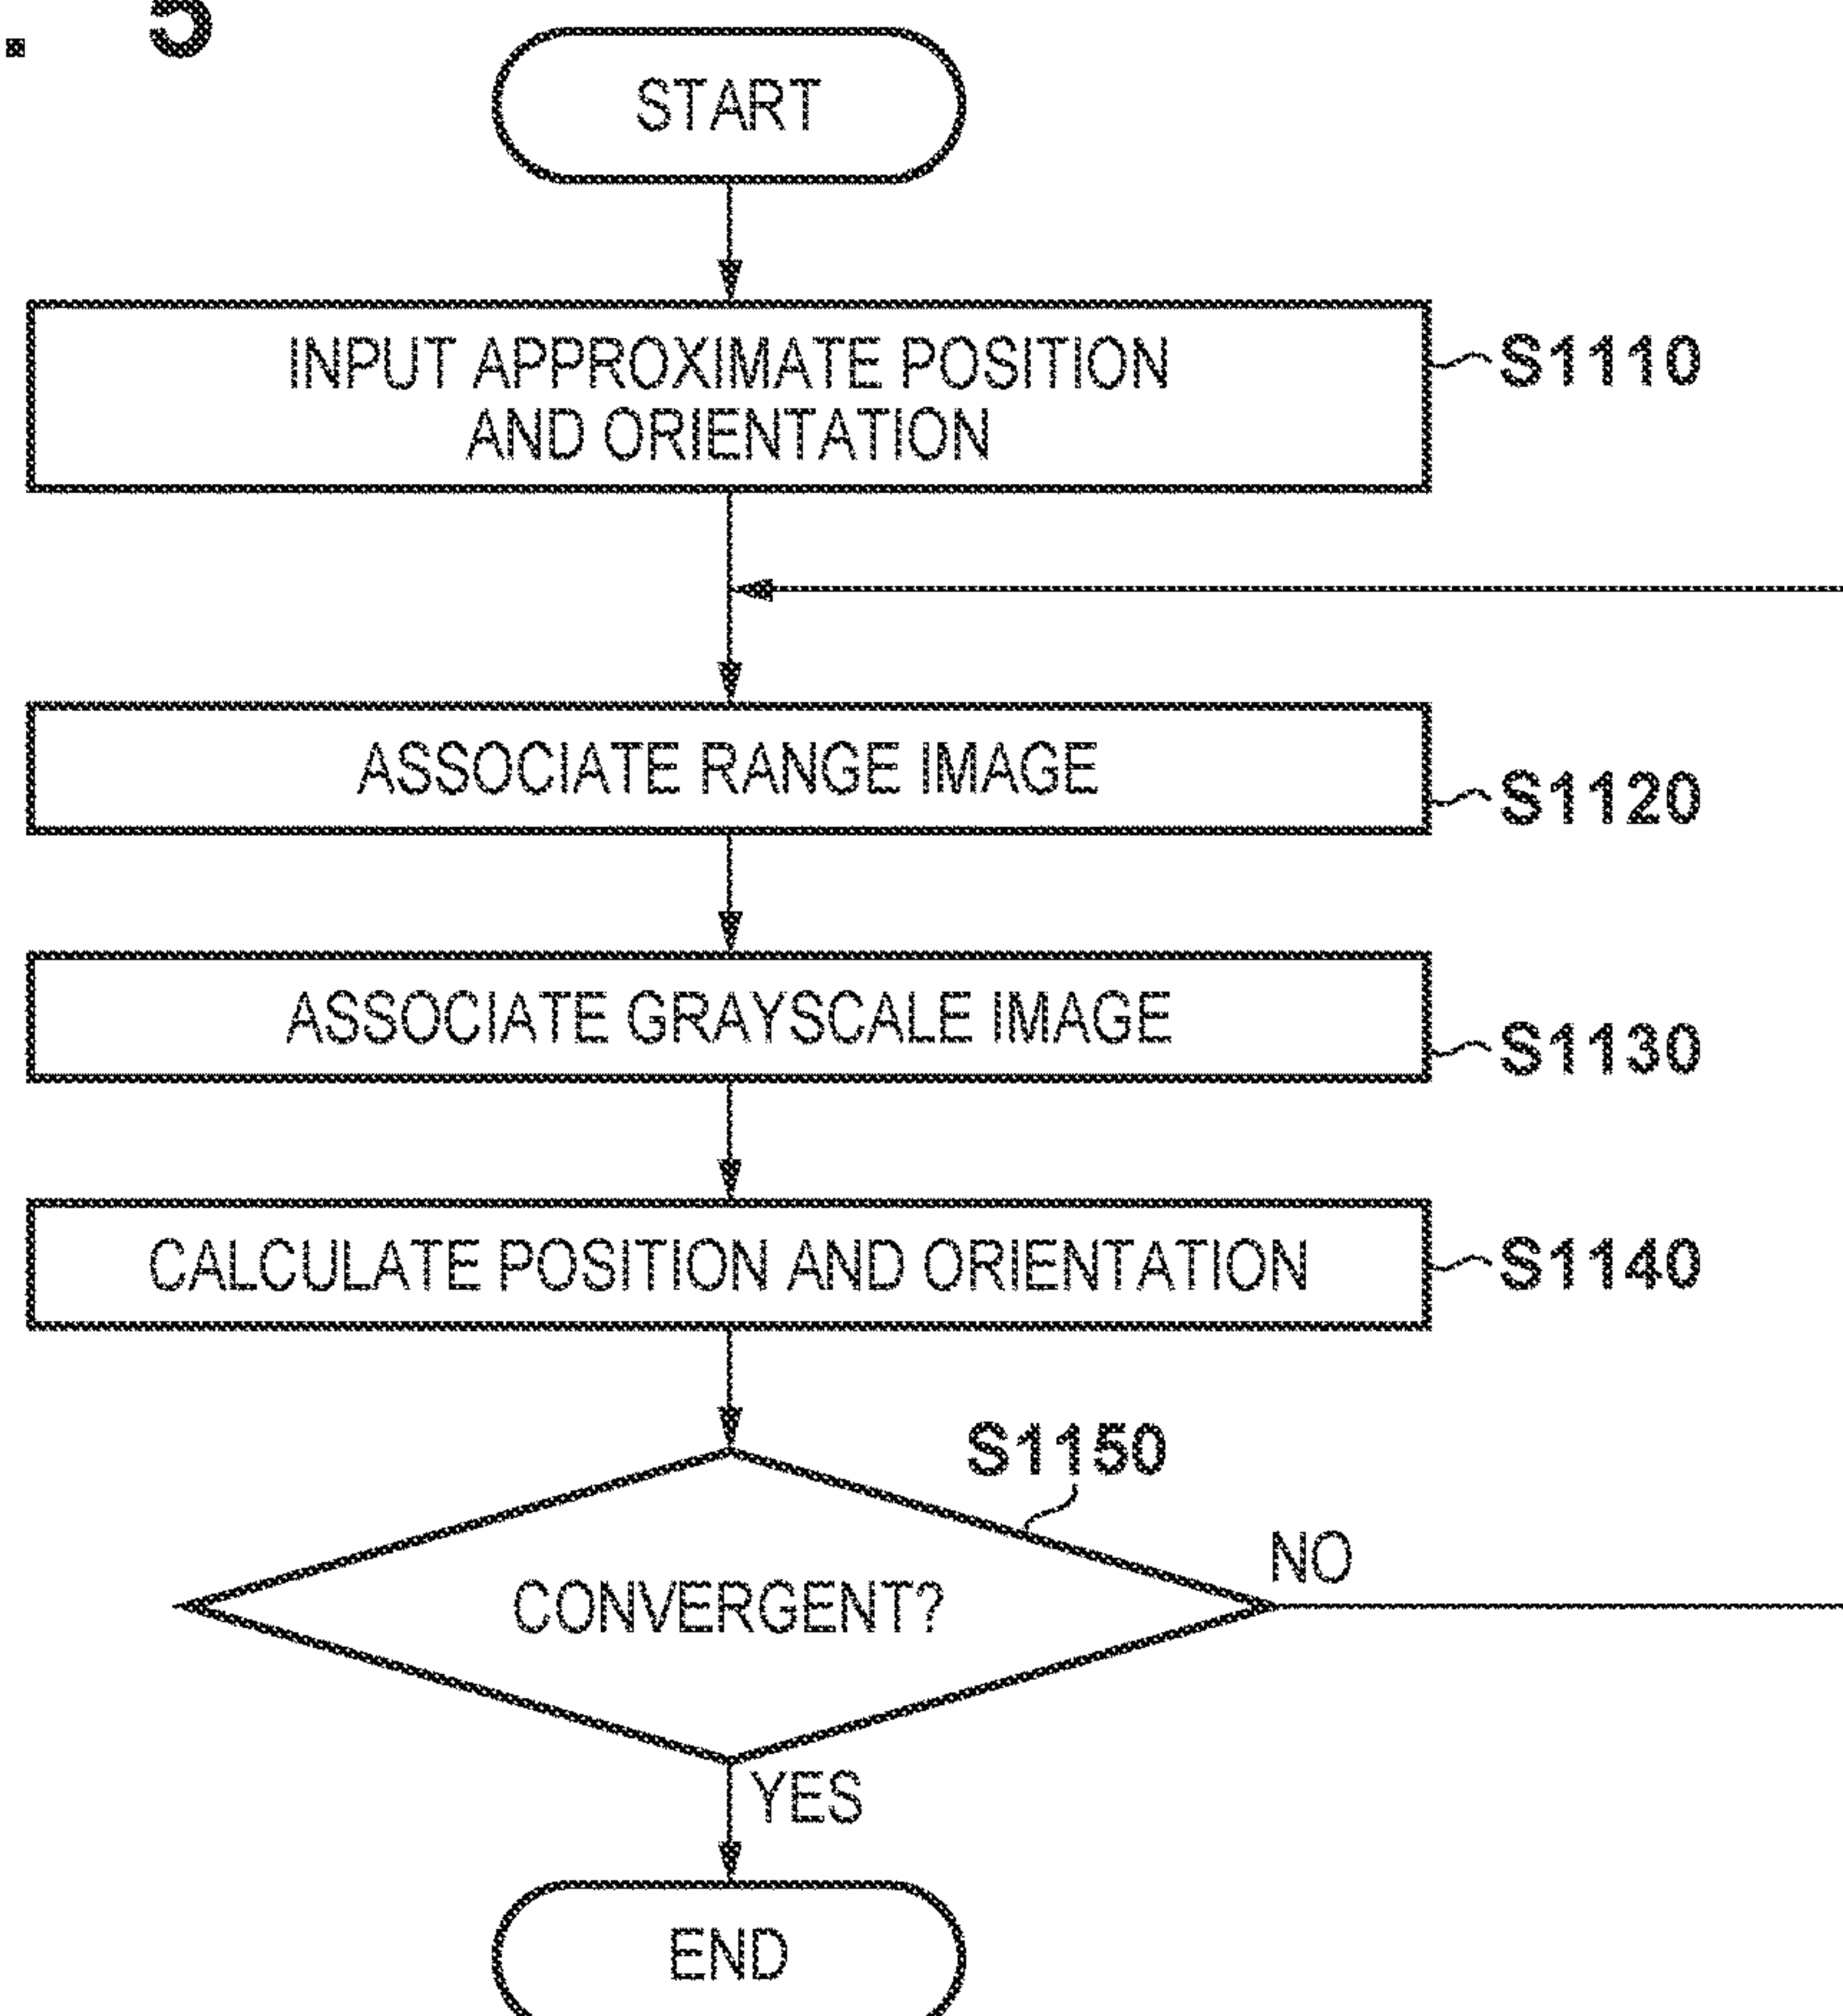 . 5
START
INPUT APPROXIMATE POSITION
AND ORIENTATION
S1110
ASSOCIATE RANGE IMAGE
S1120
ASSOCIATE GRAYSCALE IMAGE
S1130
CALCULATE POSITION AND ORIENTATION
S1140
S1150
CONVERGENT?
NO
YES
END